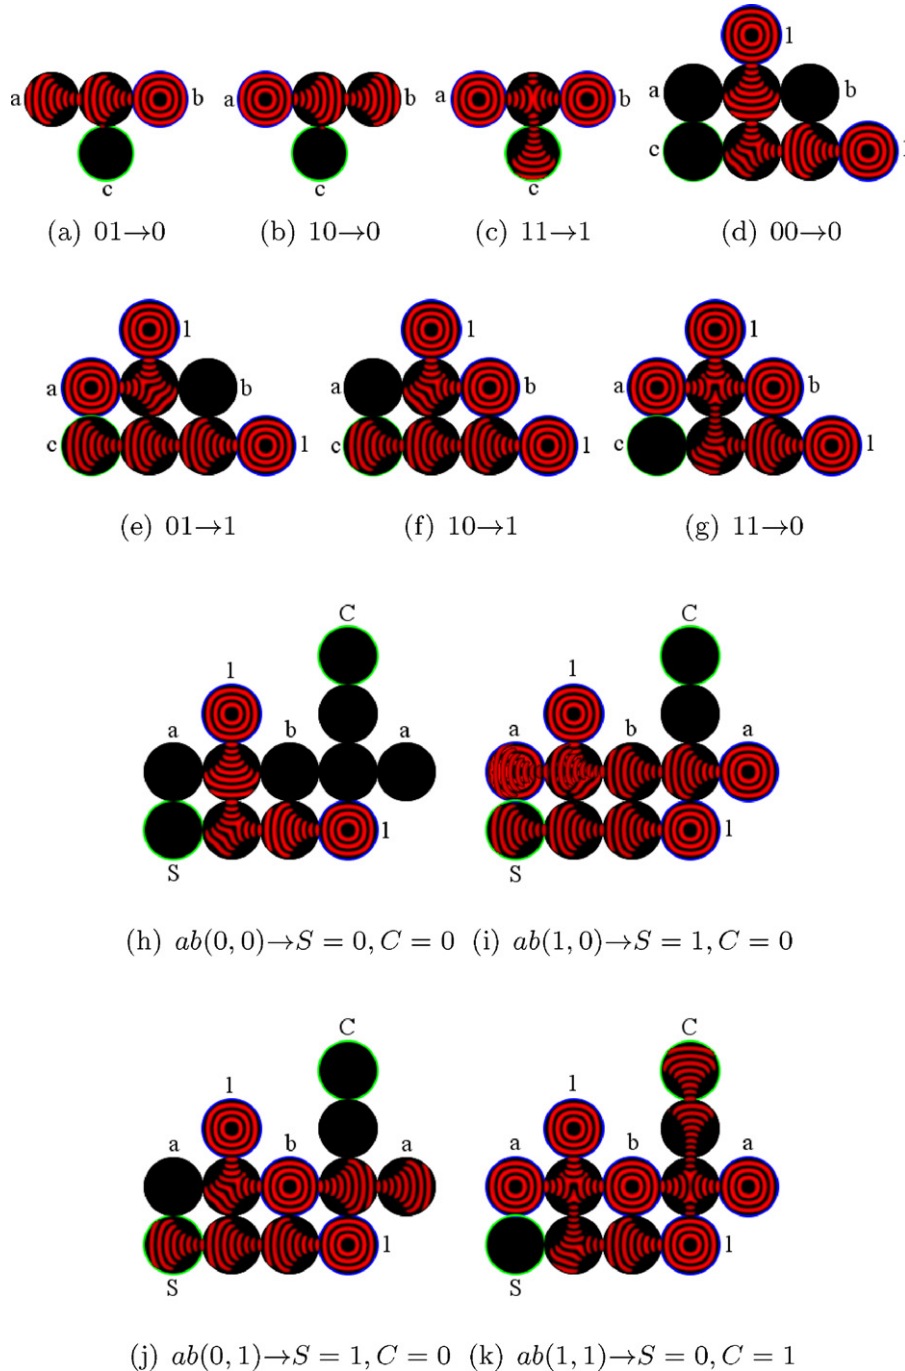 a b a b a b
c c c
1
a b
c 1
(a) 01→0 (b) 10→0 (c) 11→1 (d) 00→0
1 1 1
a b a b a b
c 1 c 1 c 1
(e) 01→1 (f) 10→1 (g) 11→0
C C
1 1
a b a a b a
1 1
S S
(h) ab(0,0)→S = 0, C = 0 (i) ab(1,0)→S = 1, C = 0
C C
1 1
a b a a b a
1 1
S S
(j) ab(0,1)→S = 1, C = 0 (k) ab(1,1)→S = 0, C = 1